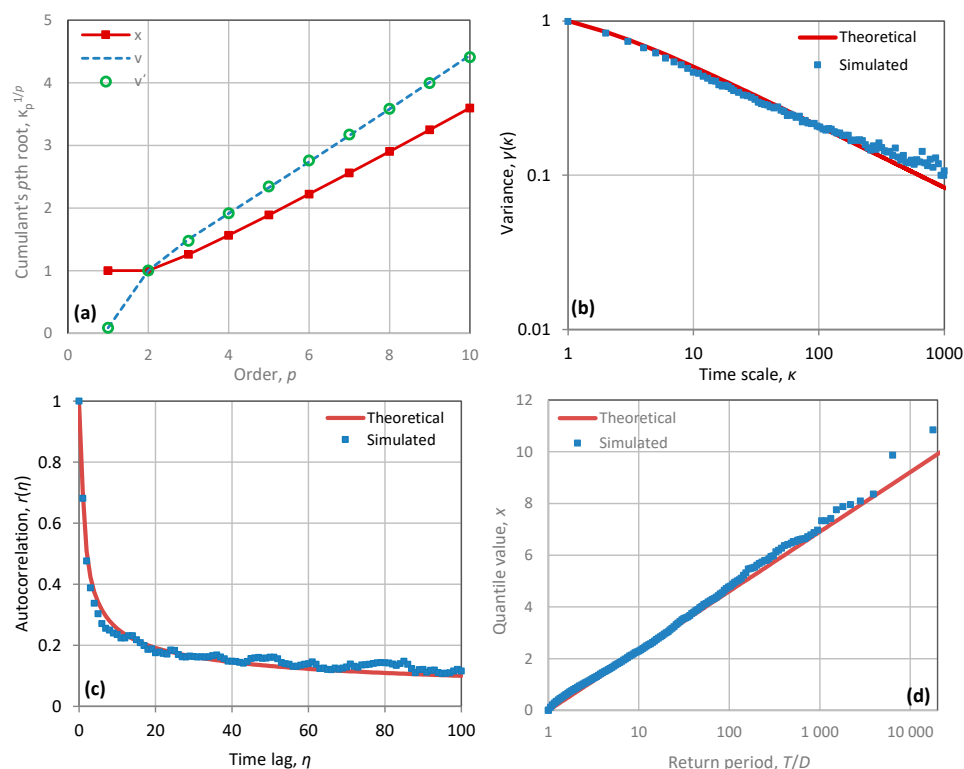 5
4
3
2
1
0
x
v
v´
(a)
0
2
4
6
8
10
Order, p
Cumulant's pth root, κp^1/p
1
0.1
0.01
Theoretical
Simulated
(b)
1
10
100
1000
Time scale, κ
Variance, γ(κ)
1
0.8
0.6
0.4
0.2
0
Theoretical
Simulated
(c)
0
20
40
60
80
100
Time lag, η
Autocorrelation, r(η)
12
10
8
6
4
2
0
Theoretical
Simulated
(d)
1
10
100
1 000
10 000
Return period, T/D
Quantile value, x